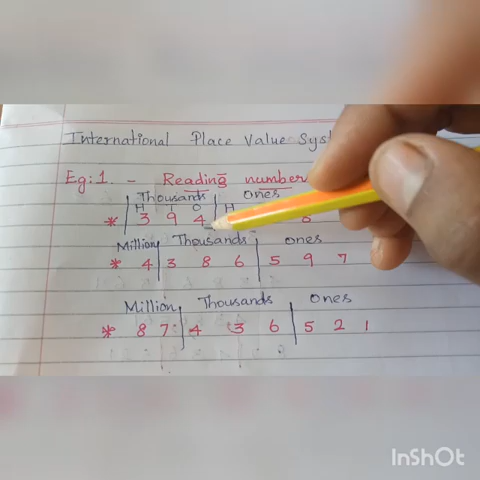 International Place Value Syst
Eg:1. - Reading number
Thousands Ones
H T O H
* 3 9 4 6
Million Thousands Ones
* 4 3 8 6 5 9 7
Million Thousands Ones
* 8 7 4 3 6 5 2 1
InShOt